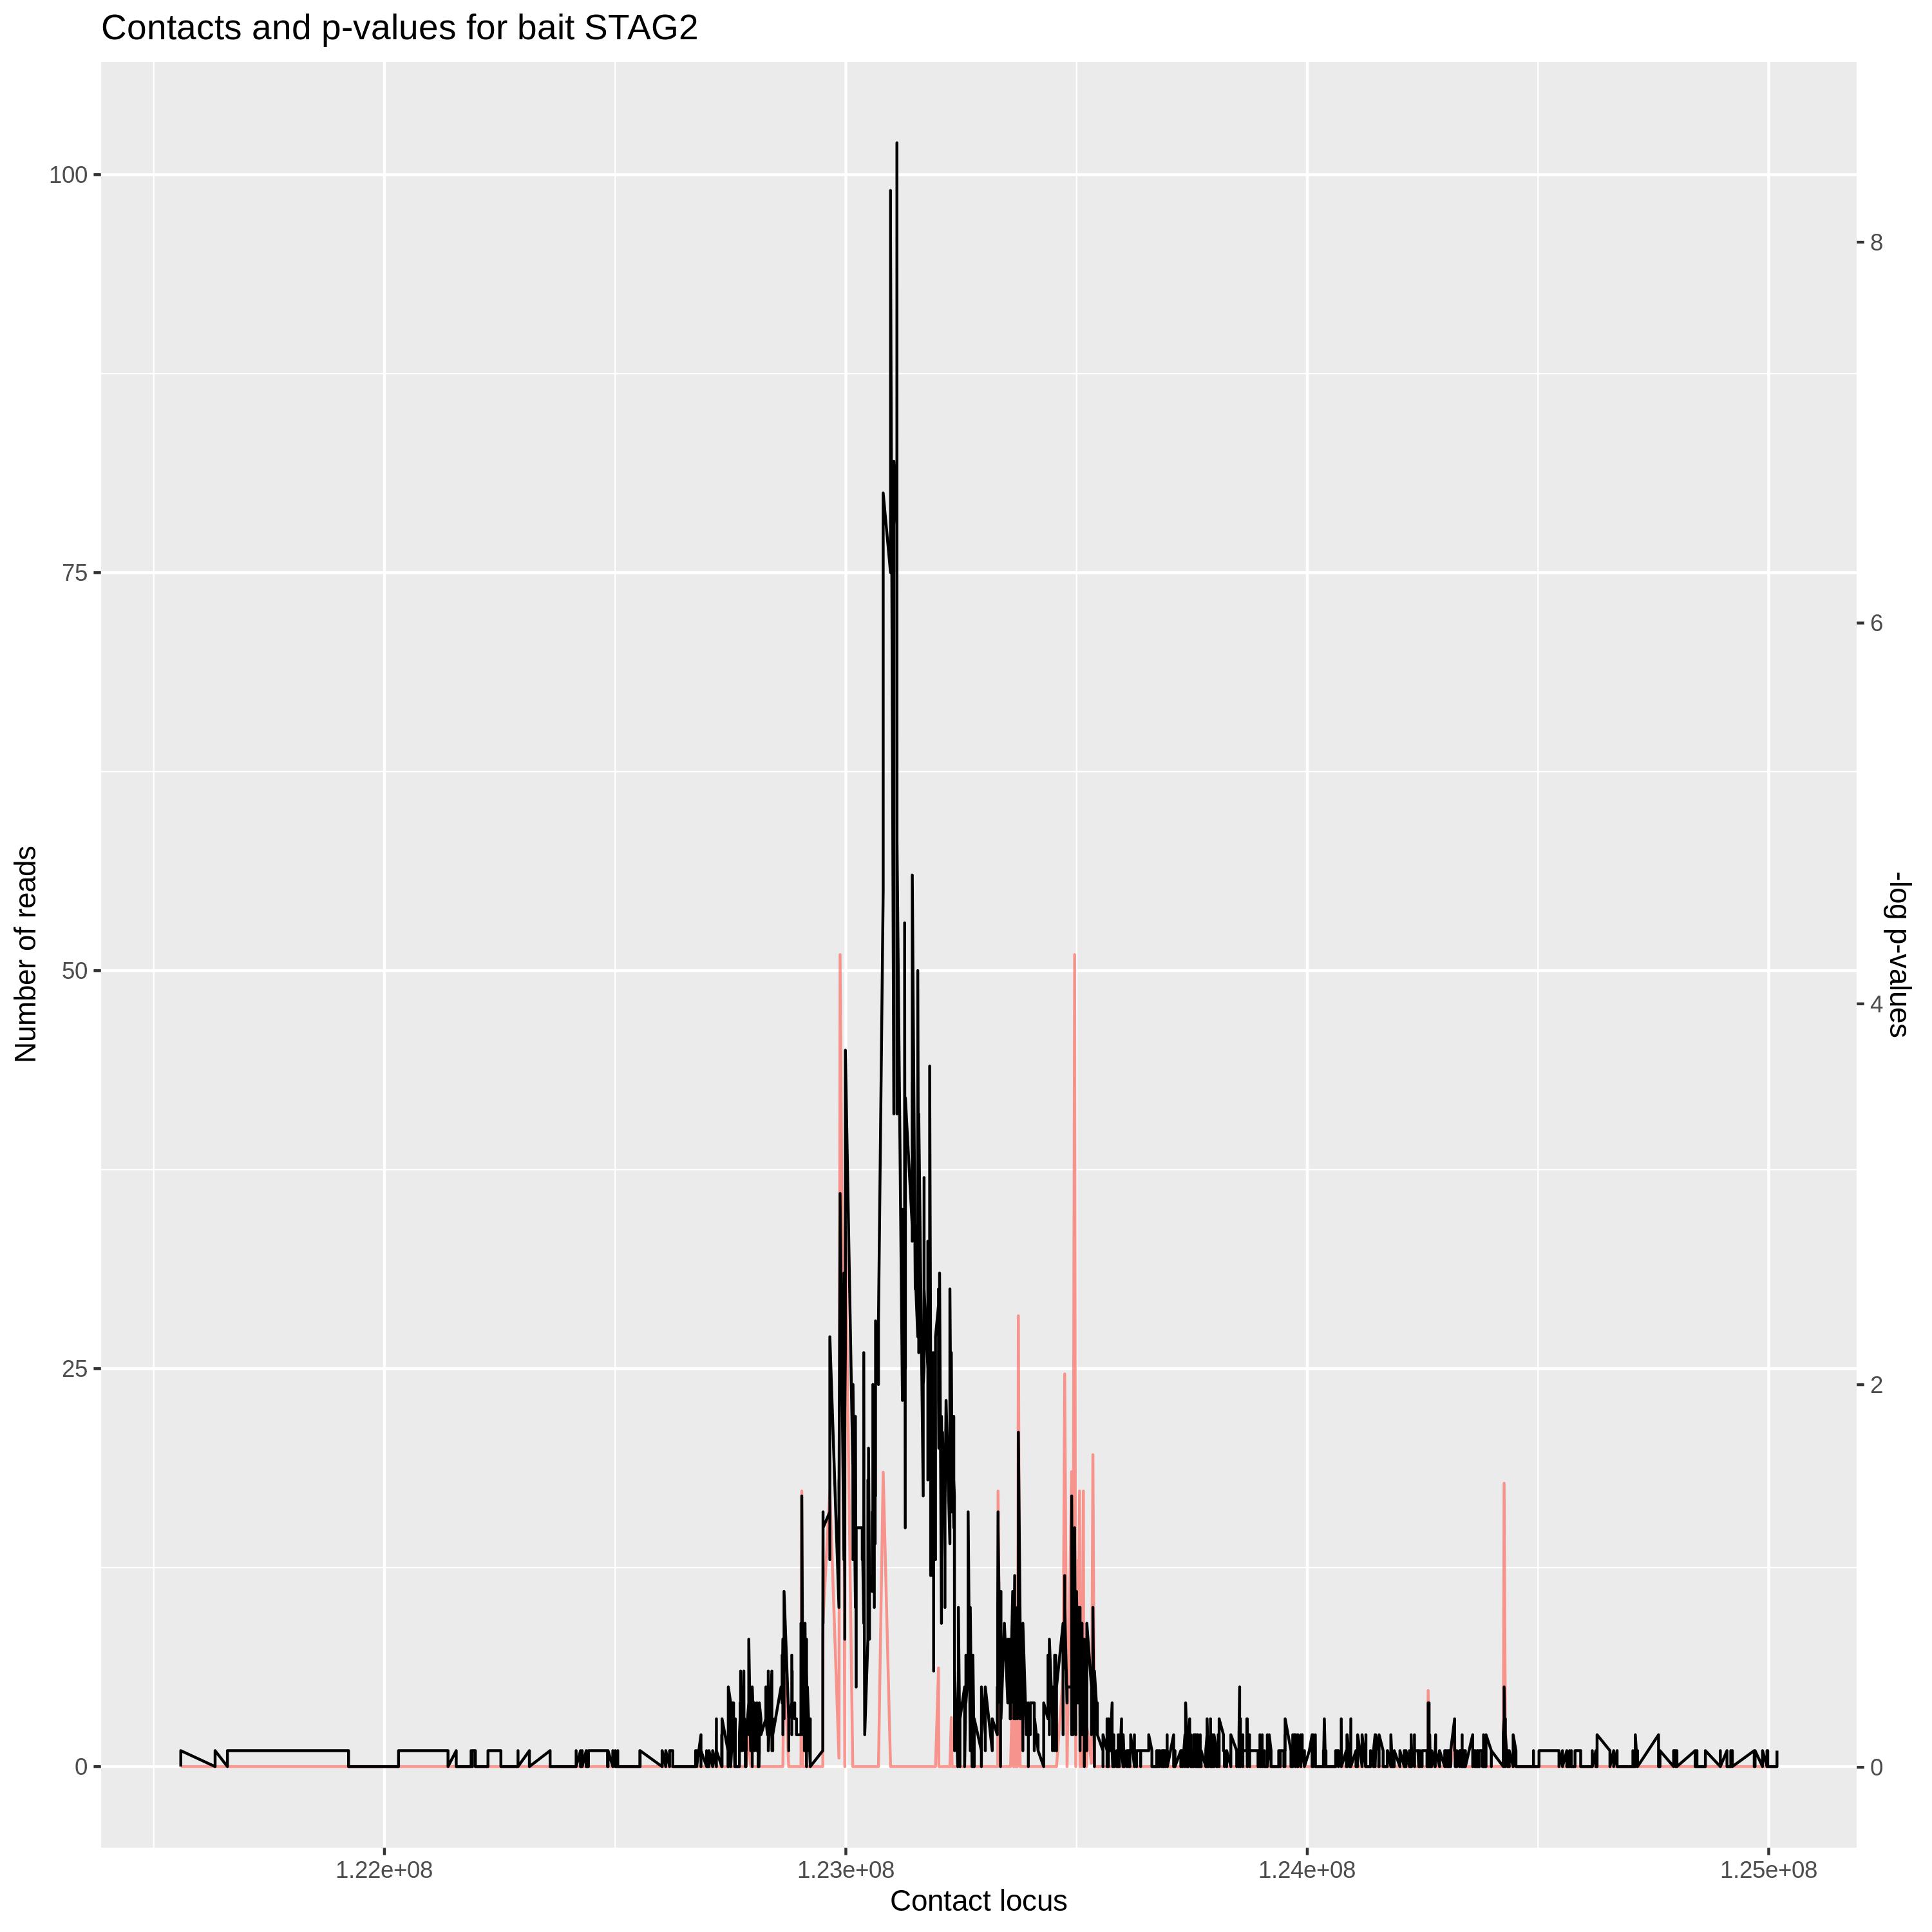 Contacts and p-values for bait STAG2
100
75
50
25
0
Number of reads
8
6
4
2
0
-log p-values
1.22e+08
1.23e+08
1.24e+08
1.25e+08
Contact locus